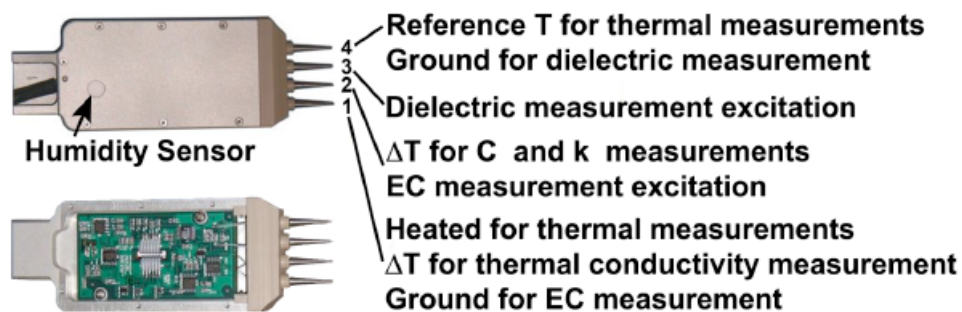 Reference T for thermal measurements
4
Ground for dielectric measurement
3
2
Dielectric measurement excitation
1
Humidity Sensor
ΔT for C and k measurements
EC measurement excitation
Heated for thermal measurements
ΔT for thermal conductivity measurement
Ground for EC measurement